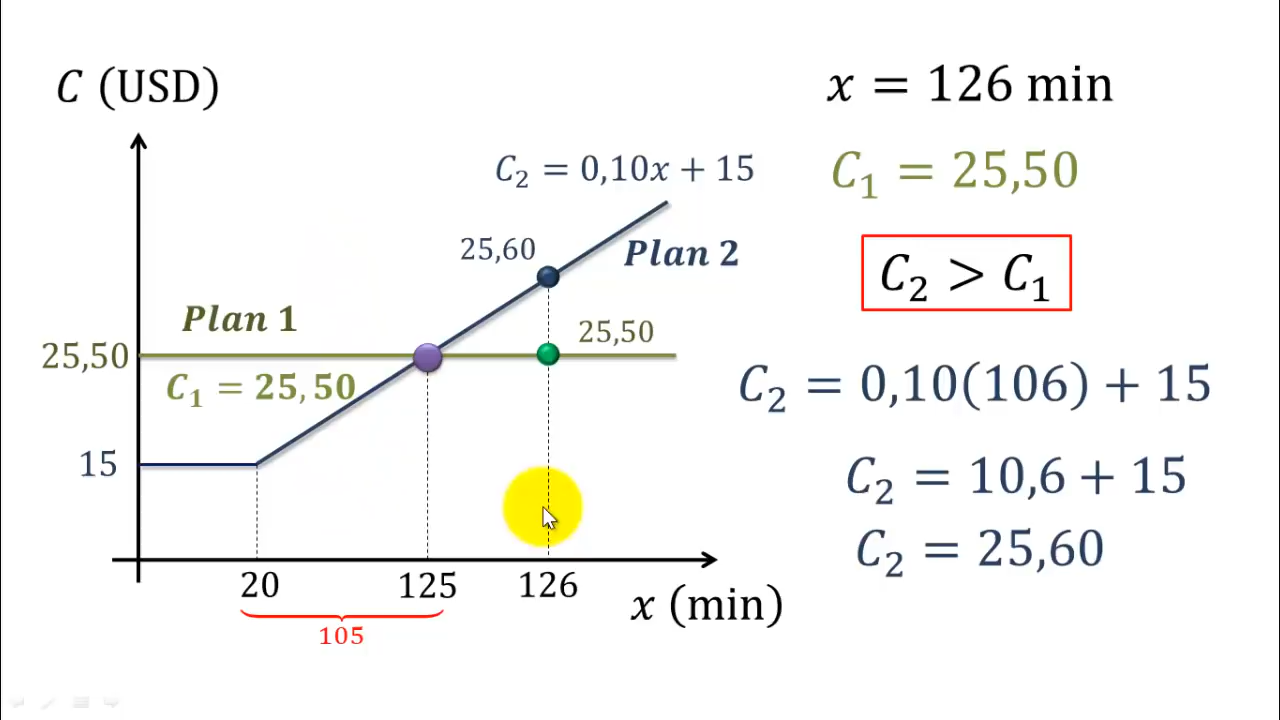 C (USD)
x = 126 min
C₂ = 0,10x + 15
C₁ = 25,50
25,60
Plan 2
C₂ > C₁
Plan 1
25,50
25,50
C₁ = 25,50
C₂ = 0,10(106) + 15
15
C₂ = 10,6 + 15
C₂ = 25,60
20
125
126
x (min)
105